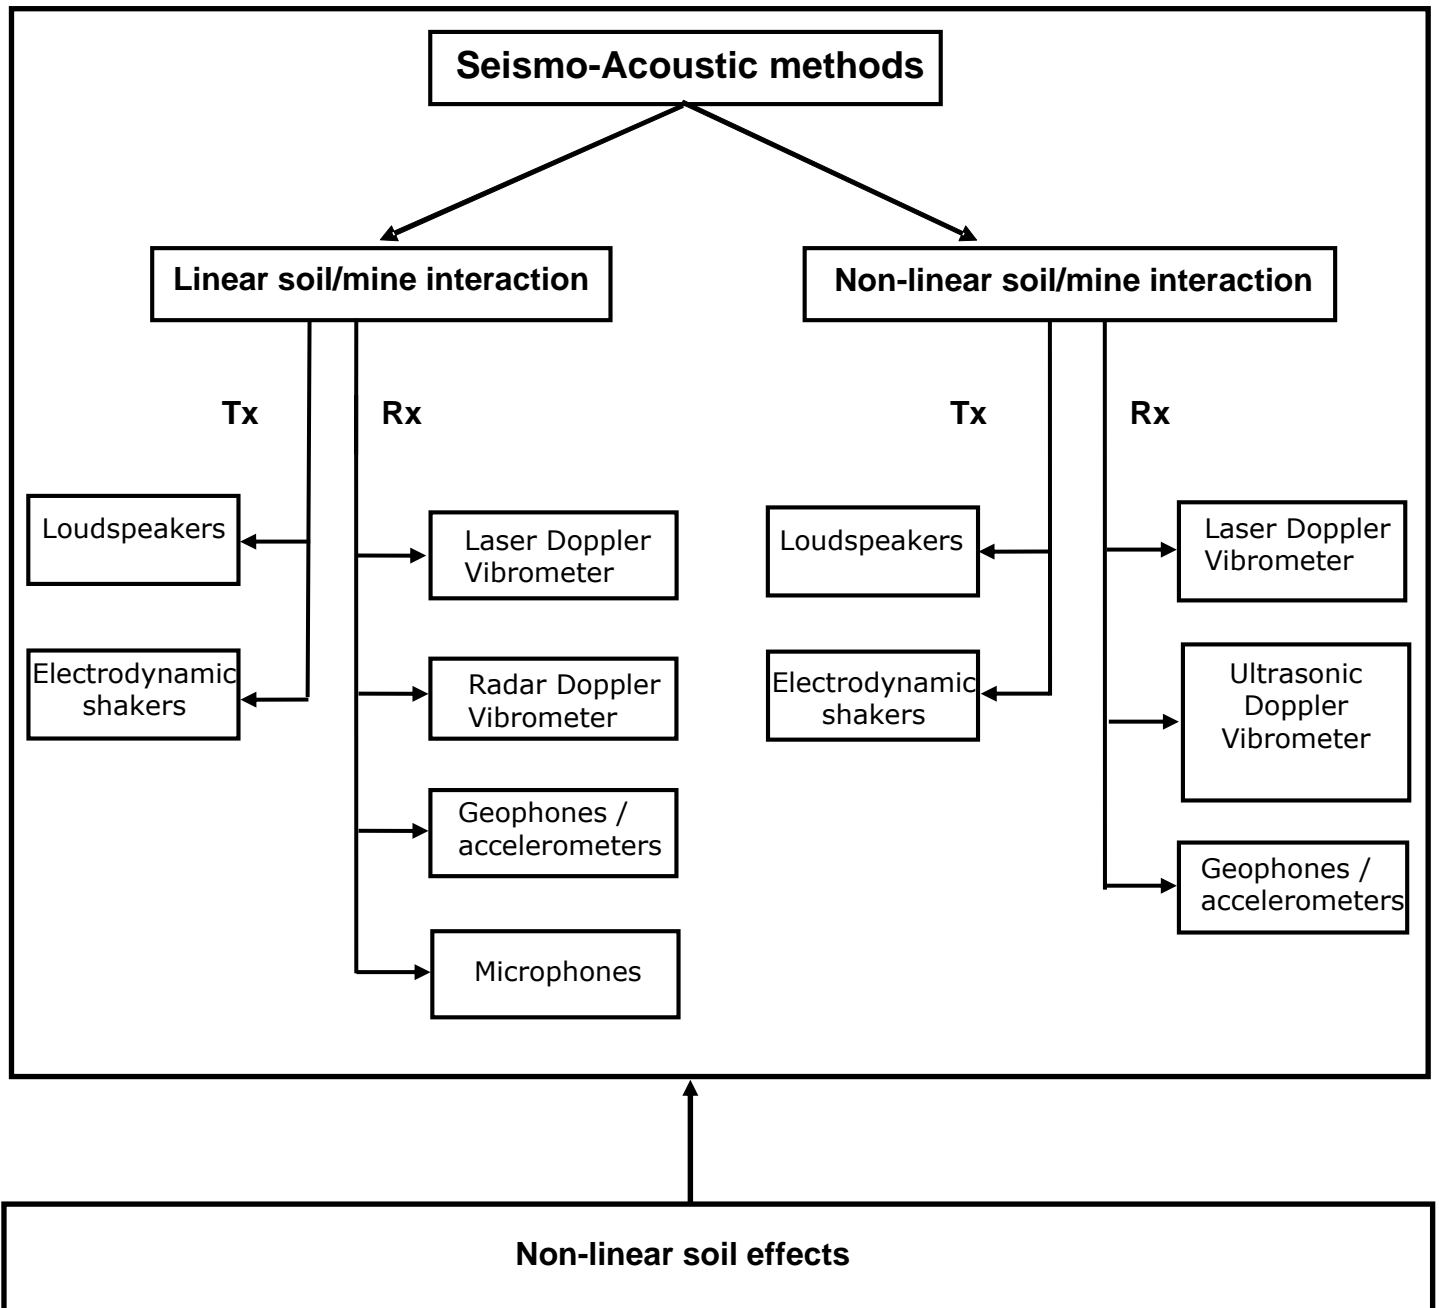 Seismo-Acoustic methods
Linear soil/mine interaction
Non-linear soil/mine interaction
Tx
Rx
Tx
Rx
Loudspeakers
Electrodynamic
shakers
Laser Doppler
Vibrometer
Radar Doppler
Vibrometer
Geophones /
accelerometers
Microphones
Loudspeakers
Electrodynamic
shakers
Laser Doppler
Vibrometer
Ultrasonic
Doppler
Vibrometer
Geophones /
accelerometers
Non-linear soil effects